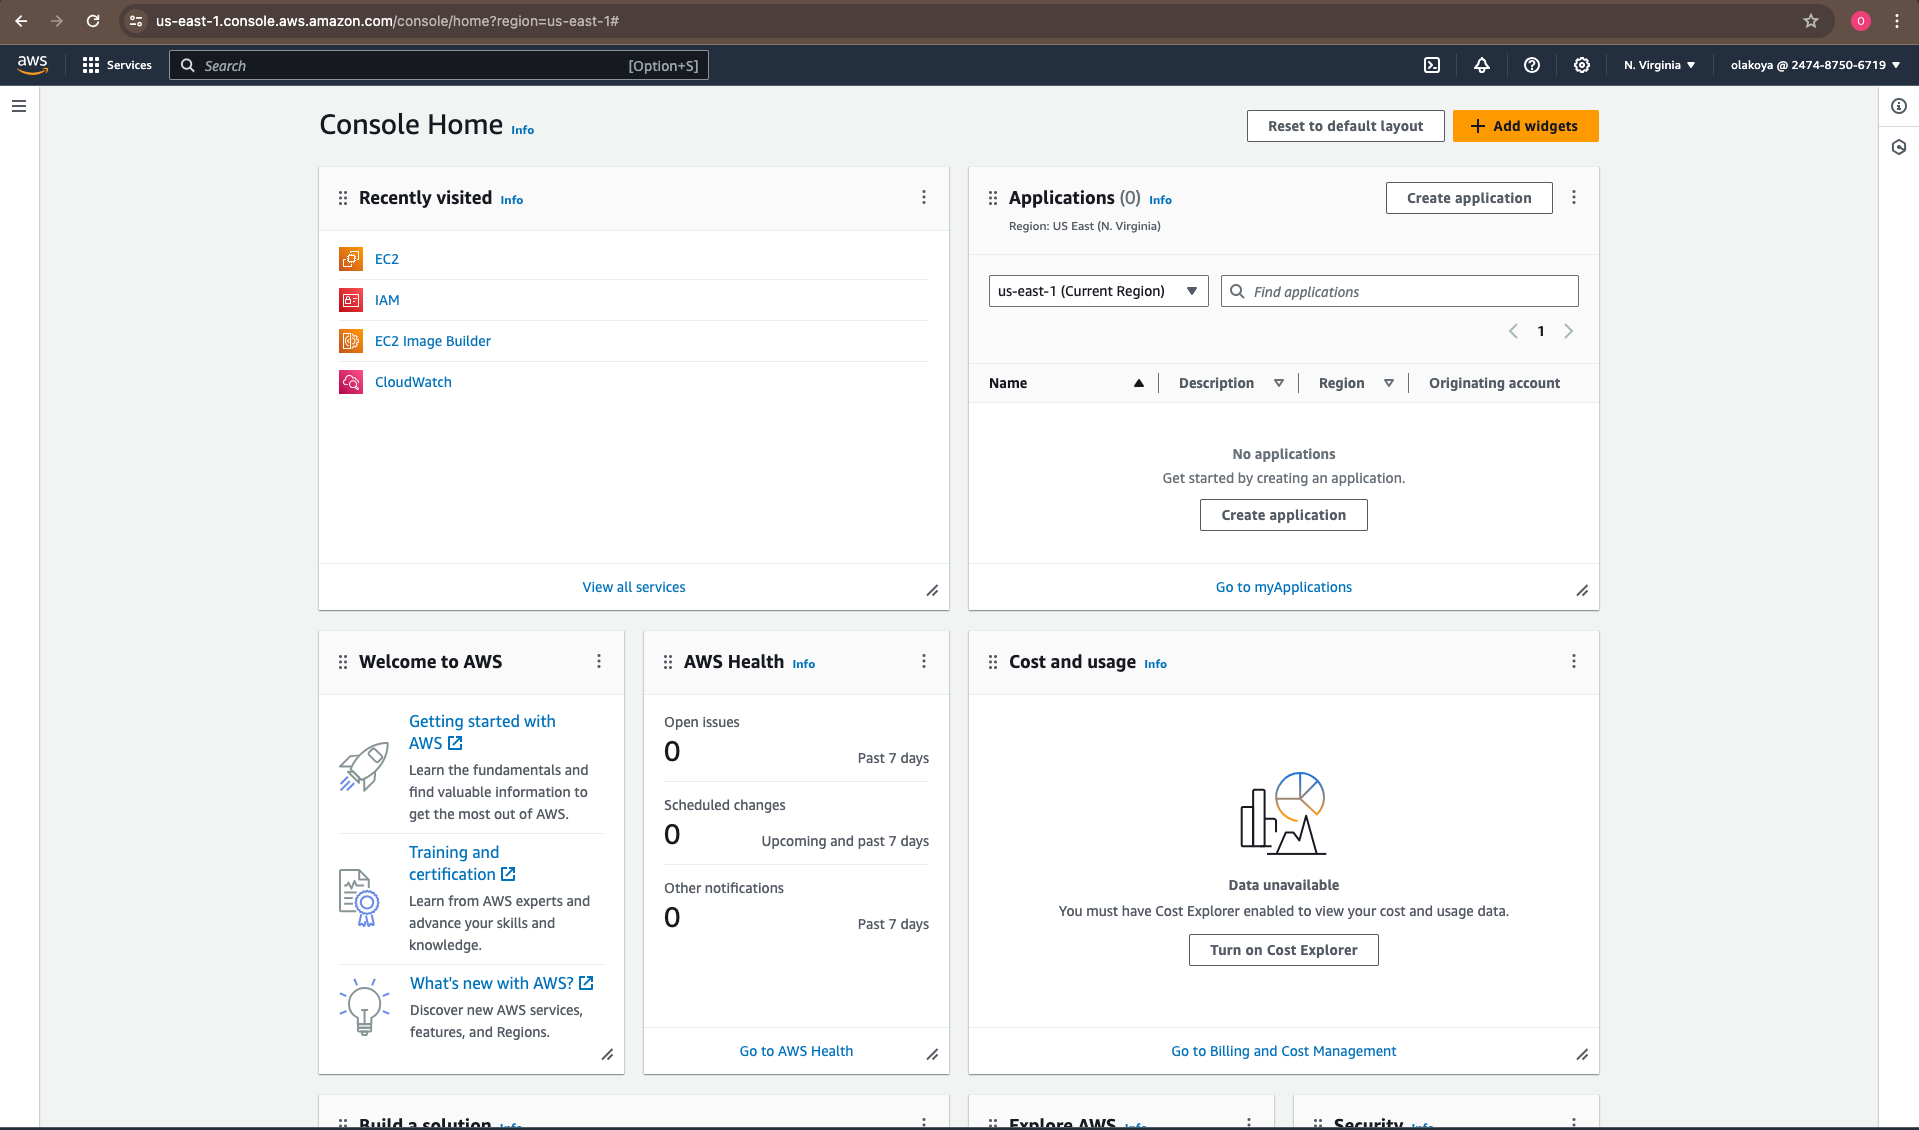 us-east-1.console.aws.amazon.com/console/home?region=us-east-1#
O
aws
Services
Search
[Option+S]
N. Virginia
olakoya @ 2474-8750-6719
Console Home Info
Reset to default layout
Add widgets
Recently visited Info
EC2
IAM
EC2 Image Builder
CloudWatch
View all services
Applications (0) Info
Region: US East (N. Virginia)
Create application
us-east-1 (Current Region)
Find applications
1
Name
Description
Region
Originating account
No applications
Get started by creating an application.
Create application
Go to myApplications
Welcome to AWS
Getting started with
AWS
Learn the fundamentals and
find valuable information to
get the most out of AWS.
Training and
certification
Learn from AWS experts and
advance your skills and
knowledge.
What's new with AWS?
Discover new AWS services,
features, and Regions.
AWS Health Info
Open issues
0
Past 7 days
Scheduled changes
0
Upcoming and past 7 days
Other notifications
0
Past 7 days
Go to AWS Health
Cost and usage Info
Data unavailable
You must have Cost Explorer enabled to view your cost and usage data.
Turn on Cost Explorer
Go to Billing and Cost Management
Build a solution Info
Explore AWS Info
Security Info